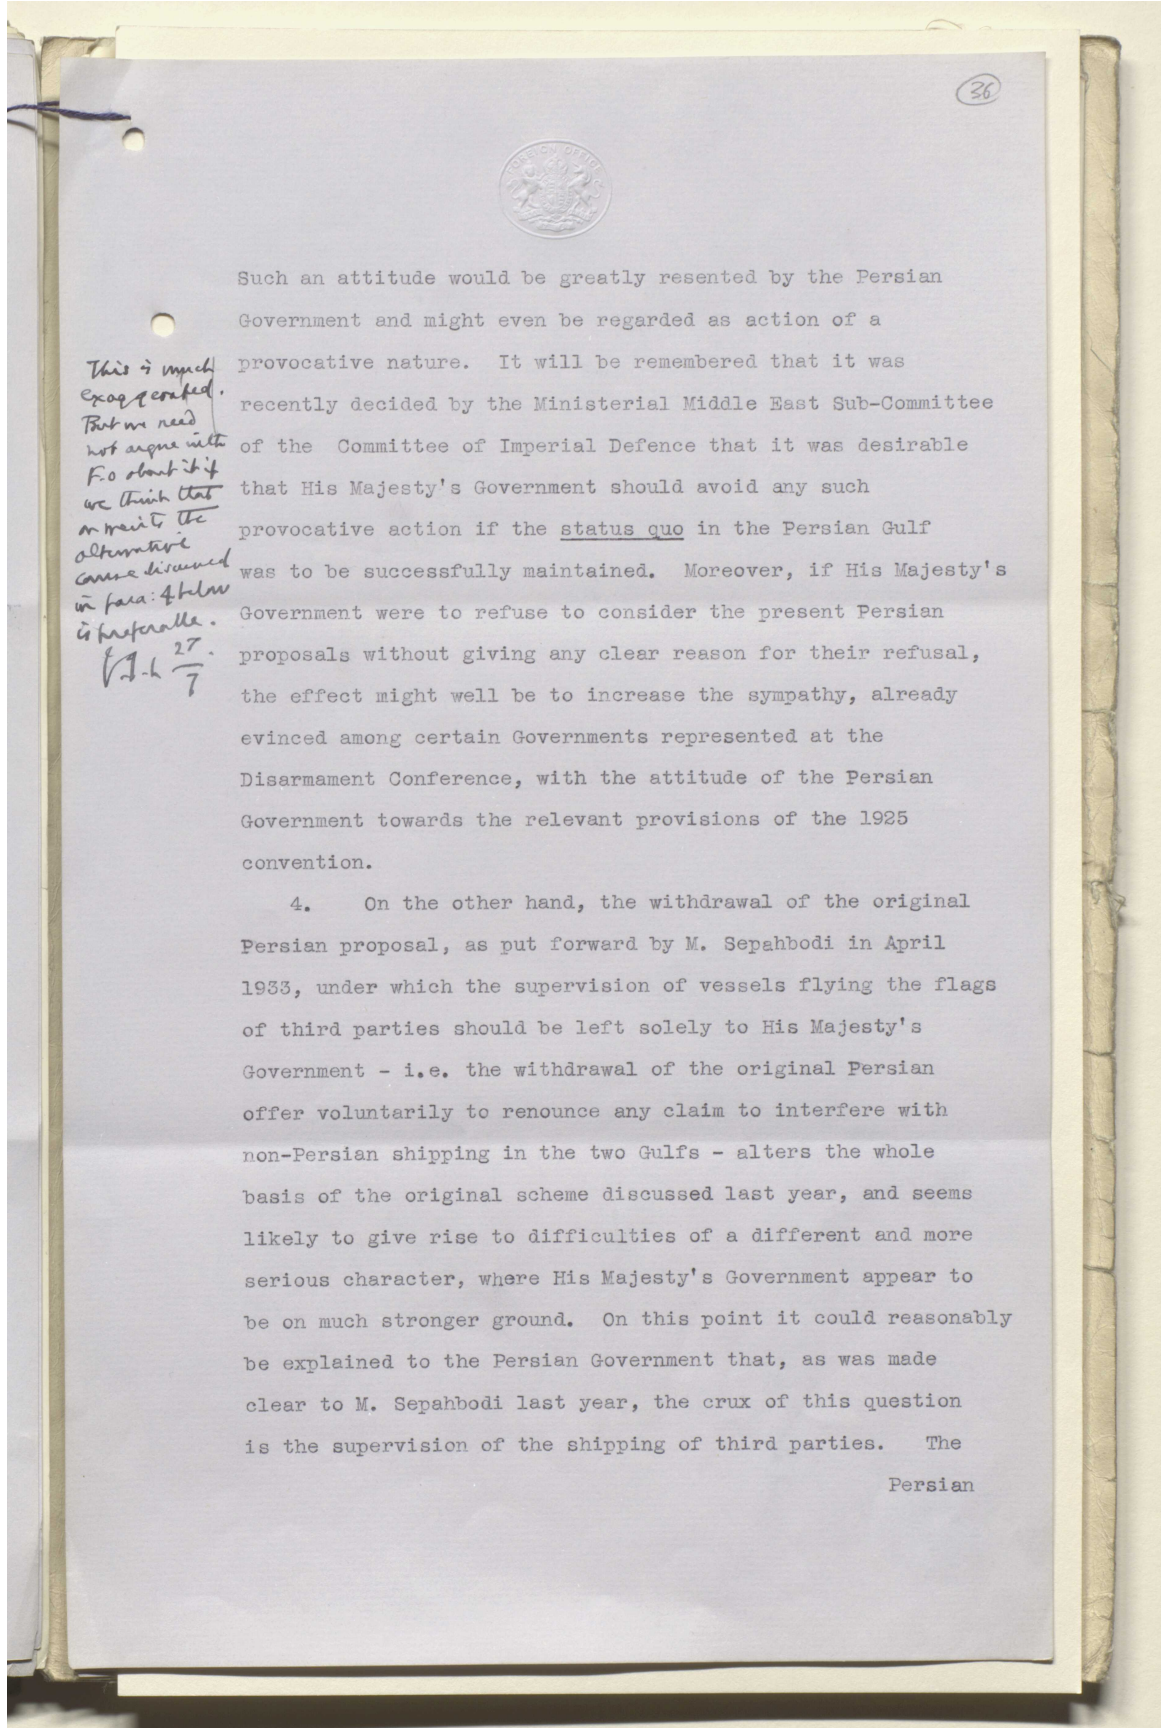 36
FOREIGN OFFICE
Such an attitude would be greatly resented by the Persian
Government and might even be regarded as action of a
provocative nature. It will be remembered that it was
recently decided by the Ministerial Middle East Sub-Committee
of the Committee of Imperial Defence that it was desirable
that His Majesty's Government should avoid any such
provocative action if the status quo in the Persian Gulf
was to be successfully maintained. Moreover, if His Majesty's
Government were to refuse to consider the present Persian
proposals without giving any clear reason for their refusal,
the effect might well be to increase the sympathy, already
evinced among certain Governments represented at the
Disarmament Conference, with the attitude of the Persian
Government towards the relevant provisions of the 1925
convention.
This is much
exaggerated.
But we need
not argue with
F.O about it if
we think that
on merits the
alternative
course discussed
in para: 4 below
is preferable.
27
7
4. On the other hand, the withdrawal of the original
Persian proposal, as put forward by M. Sepahbodi in April
1933, under which the supervision of vessels flying the flags
of third parties should be left solely to His Majesty's
Government - i.e. the withdrawal of the original Persian
offer voluntarily to renounce any claim to interfere with
non-Persian shipping in the two Gulfs - alters the whole
basis of the original scheme discussed last year, and seems
likely to give rise to difficulties of a different and more
serious character, where His Majesty's Government appear to
be on much stronger ground. On this point it could reasonably
be explained to the Persian Government that, as was made
clear to M. Sepahbodi last year, the crux of this question
is the supervision of the shipping of third parties. The
Persian